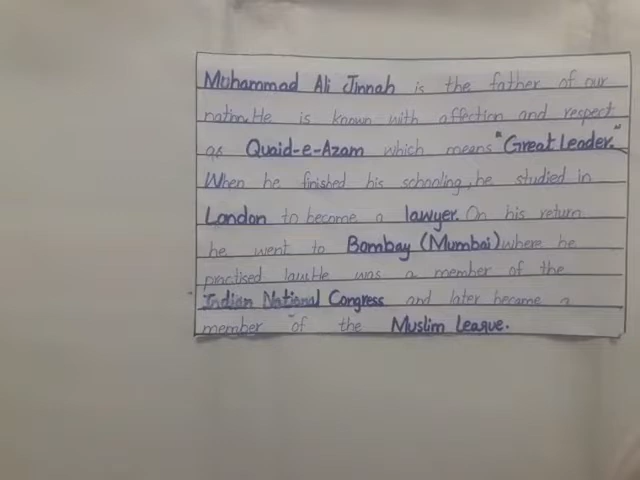 Muhammad Ali Jinnah is the father of our
nation. He is known with affection and respect
as Quaid-e-Azam which means "Great Leader."
When he finished his schooling, he studied in
London to become a lawyer. On his return
he went to Bombay (Mumbai) where he
practised law. He was a member of the
Indian National Congress and later became a
member of the Muslim League.